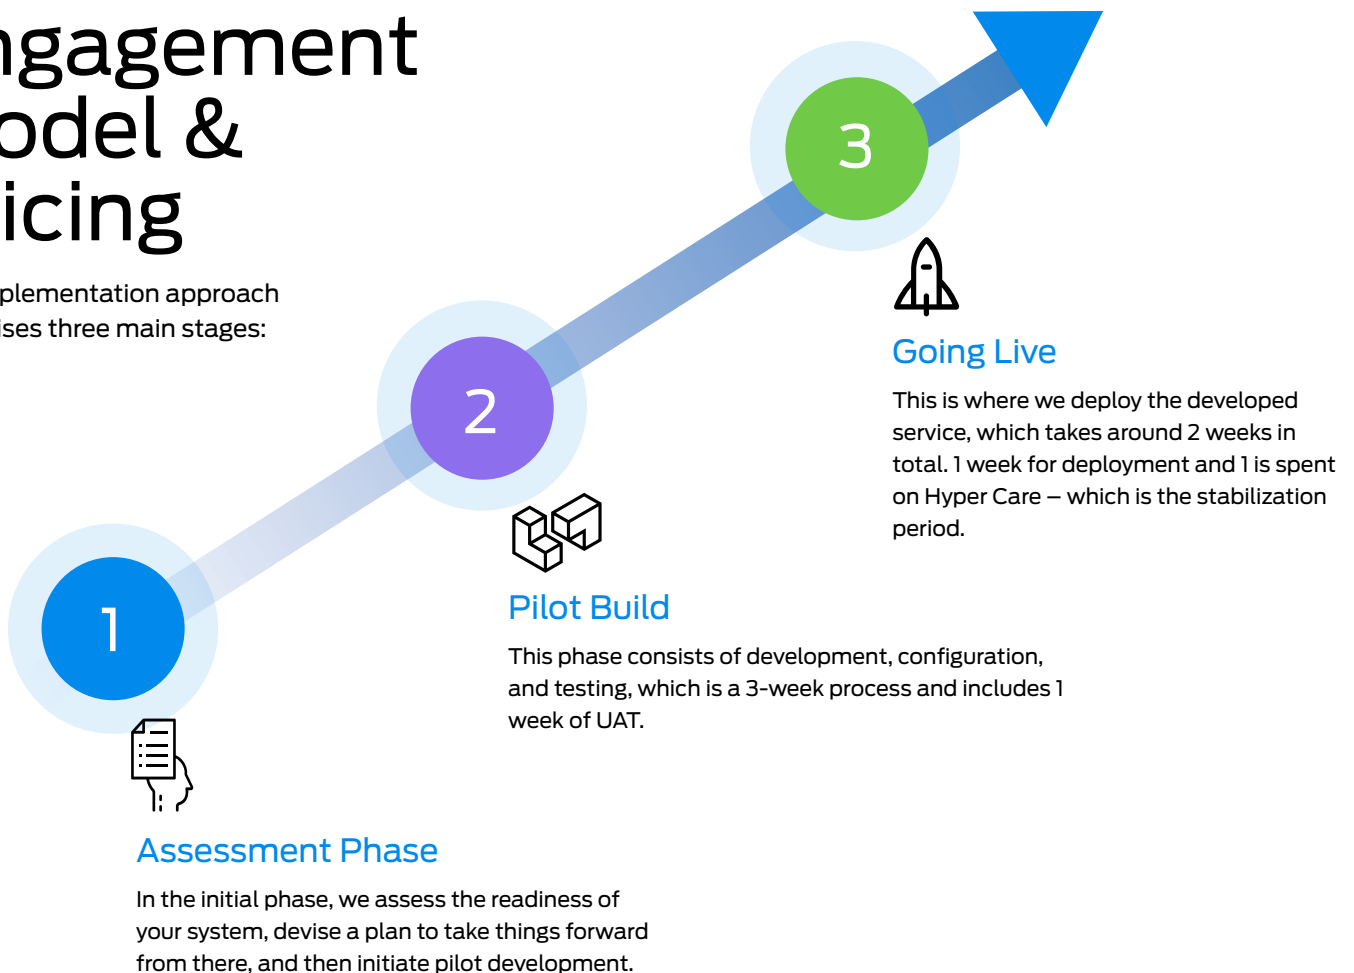 ngagement
odel &
icing
plementation approach
ises three main stages:
3
Going Live
This is where we deploy the developed
service, which takes around 2 weeks in
total. 1 week for deployment and 1 is spent
on Hyper Care – which is the stabilization
period.
2
Pilot Build
This phase consists of development, configuration,
and testing, which is a 3-week process and includes 1
week of UAT.
1
Assessment Phase
In the initial phase, we assess the readiness of
your system, devise a plan to take things forward
from there, and then initiate pilot development.